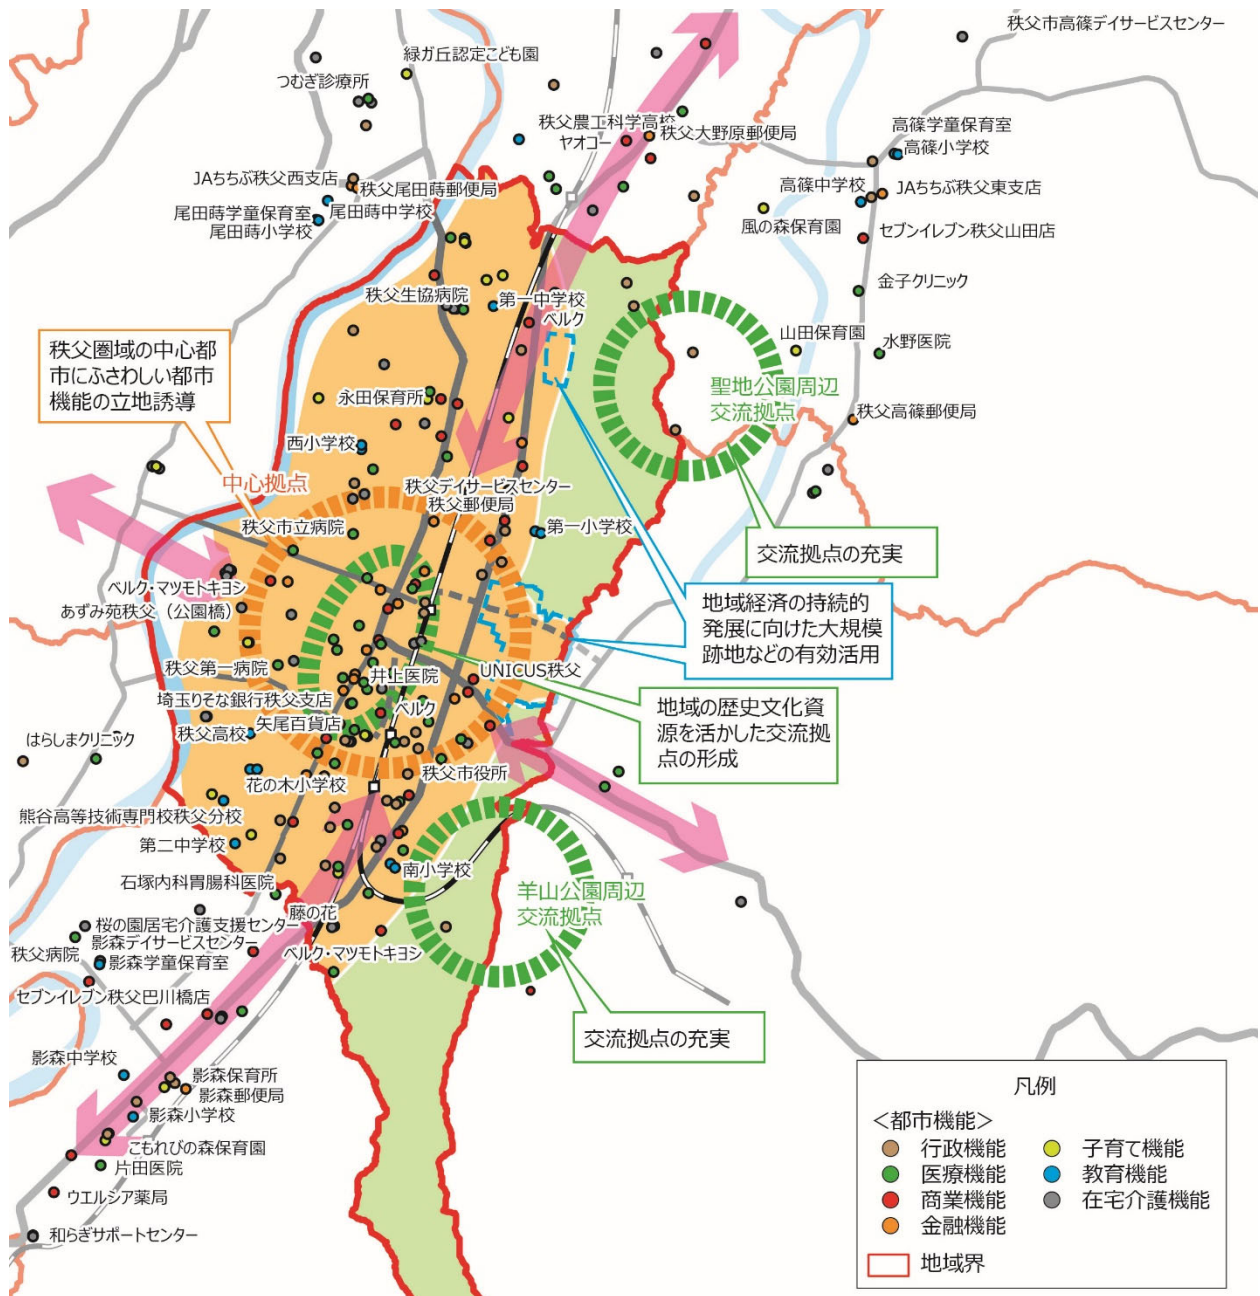 秩父市高篠デイサービスセンター
緑ガ丘認定こども園
つむぎ診療所
秩父農工科学高校
ヤオコー
秩父大野原郵便局
高篠学童保育室
高篠小学校
JAちちぶ秩父西支店
秩父尾田蒔郵便局
高篠中学校
JAちちぶ秩父東支店
尾田蒔学童保育室
尾田蒔中学校
尾田蒔小学校
風の森保育園
セブンイレブン秩父山田店
金子クリニック
秩父生協病院
第一中学校
ベルク
山田保育園
水野医院
秩父圏域の中心都
市にふさわしい都市
機能の立地誘導
聖地公園周辺
交流拠点
永田保育所
秩父高篠郵便局
西小学校
中心拠点
秩父デイサービスセンター
秩父郵便局
秩父市立病院
第一小学校
交流拠点の充実
ベルク・マツモトキヨシ
あずみ苑秩父（公園橋）
地域経済の持続的
発展に向けた大規模
跡地などの有効活用
秩父第一病院
井上医院
UNICUS秩父
埼玉りそな銀行秩父支店
ベルク
地域の歴史文化資
源を活かした交流拠
点の形成
矢尾百貨店
秩父高校
はらしまクリニック
花の木小学校
秩父市役所
熊谷高等技術専門校秩父分校
第二中学校
南小学校
石塚内科胃腸科医院
羊山公園周辺
交流拠点
藤の花
桜の園居宅介護支援センター
影森デイサービスセンター
秩父病院
影森学童保育室
ベルク・マツモトキヨシ
セブンイレブン秩父巴川橋店
交流拠点の充実
影森中学校
影森保育所
影森郵便局
影森小学校
こもれびの森保育園
片田医院
ウエルシア薬局
和らぎサポートセンター
凡例
＜都市機能＞
行政機能
子育て機能
医療機能
教育機能
商業機能
在宅介護機能
金融機能
地域界